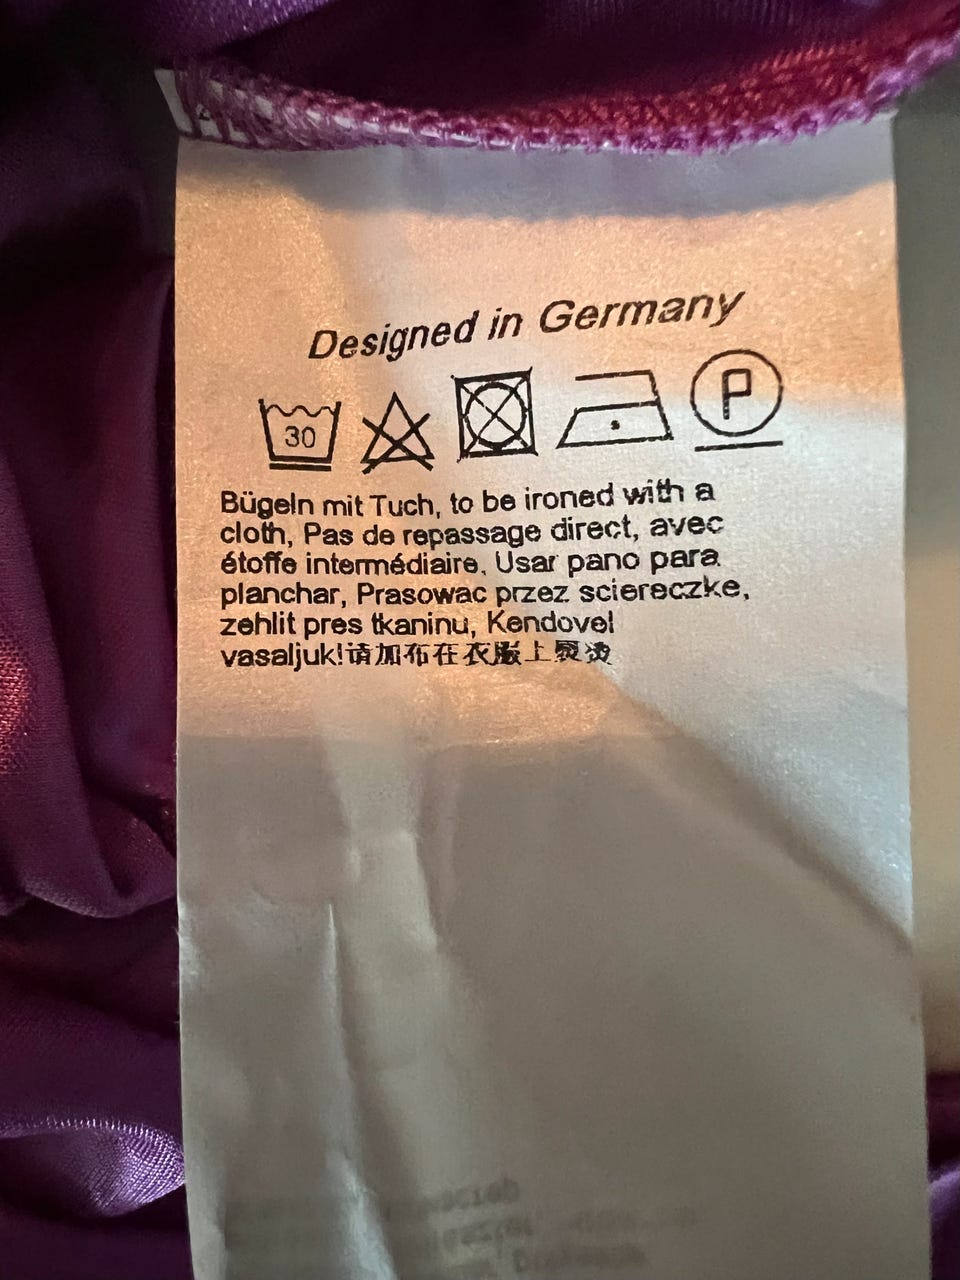 Designed in Germany
30
P
Bügeln mit Tuch, to be ironed with a
cloth, Pas de repassage direct, avec
étoffe intermédiaire, Usar pano para
planchar, Prasowac przez sciereczke,
zehlit pres tkaninu, Kendovel
vasaljuk!请加布在衣服上熨烫